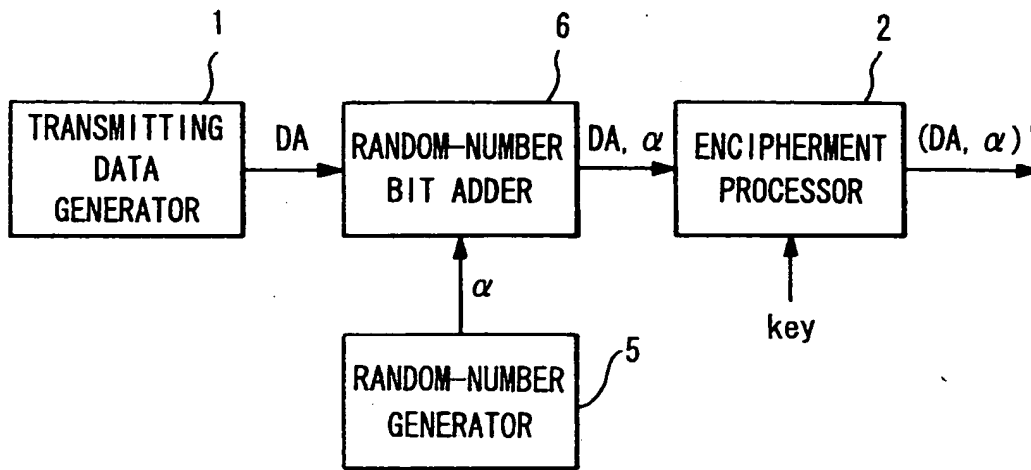 1
6
2
TRANSMITTING
DATA
GENERATOR
DA
RANDOM-NUMBER
BIT ADDER
DA, α
ENCIPHERMENT
PROCESSOR
(DA, α)'
α
key
RANDOM-NUMBER
GENERATOR
5